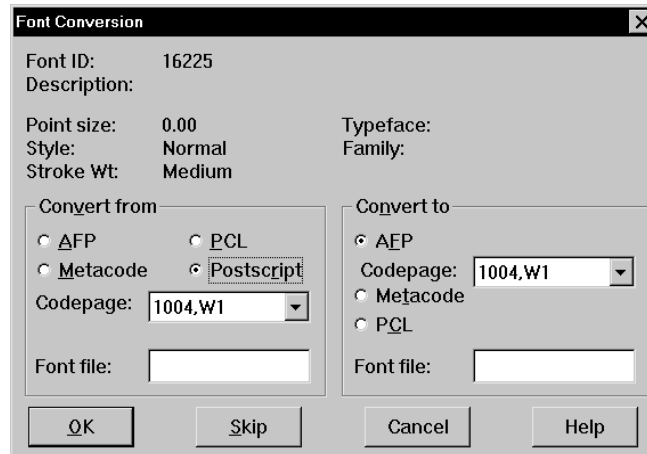 Font Conversion
Font ID: 16225
Description:
Point size: 0.00 Typeface:
Style: Normal Family:
Stroke Wt: Medium
Convert from Convert to
AFP PCL AFP
Metacode Postscript Codepage: 1004,W1
Codepage: 1004,W1 Metacode
PCL
Font file: Font file:
OK Skip Cancel Help